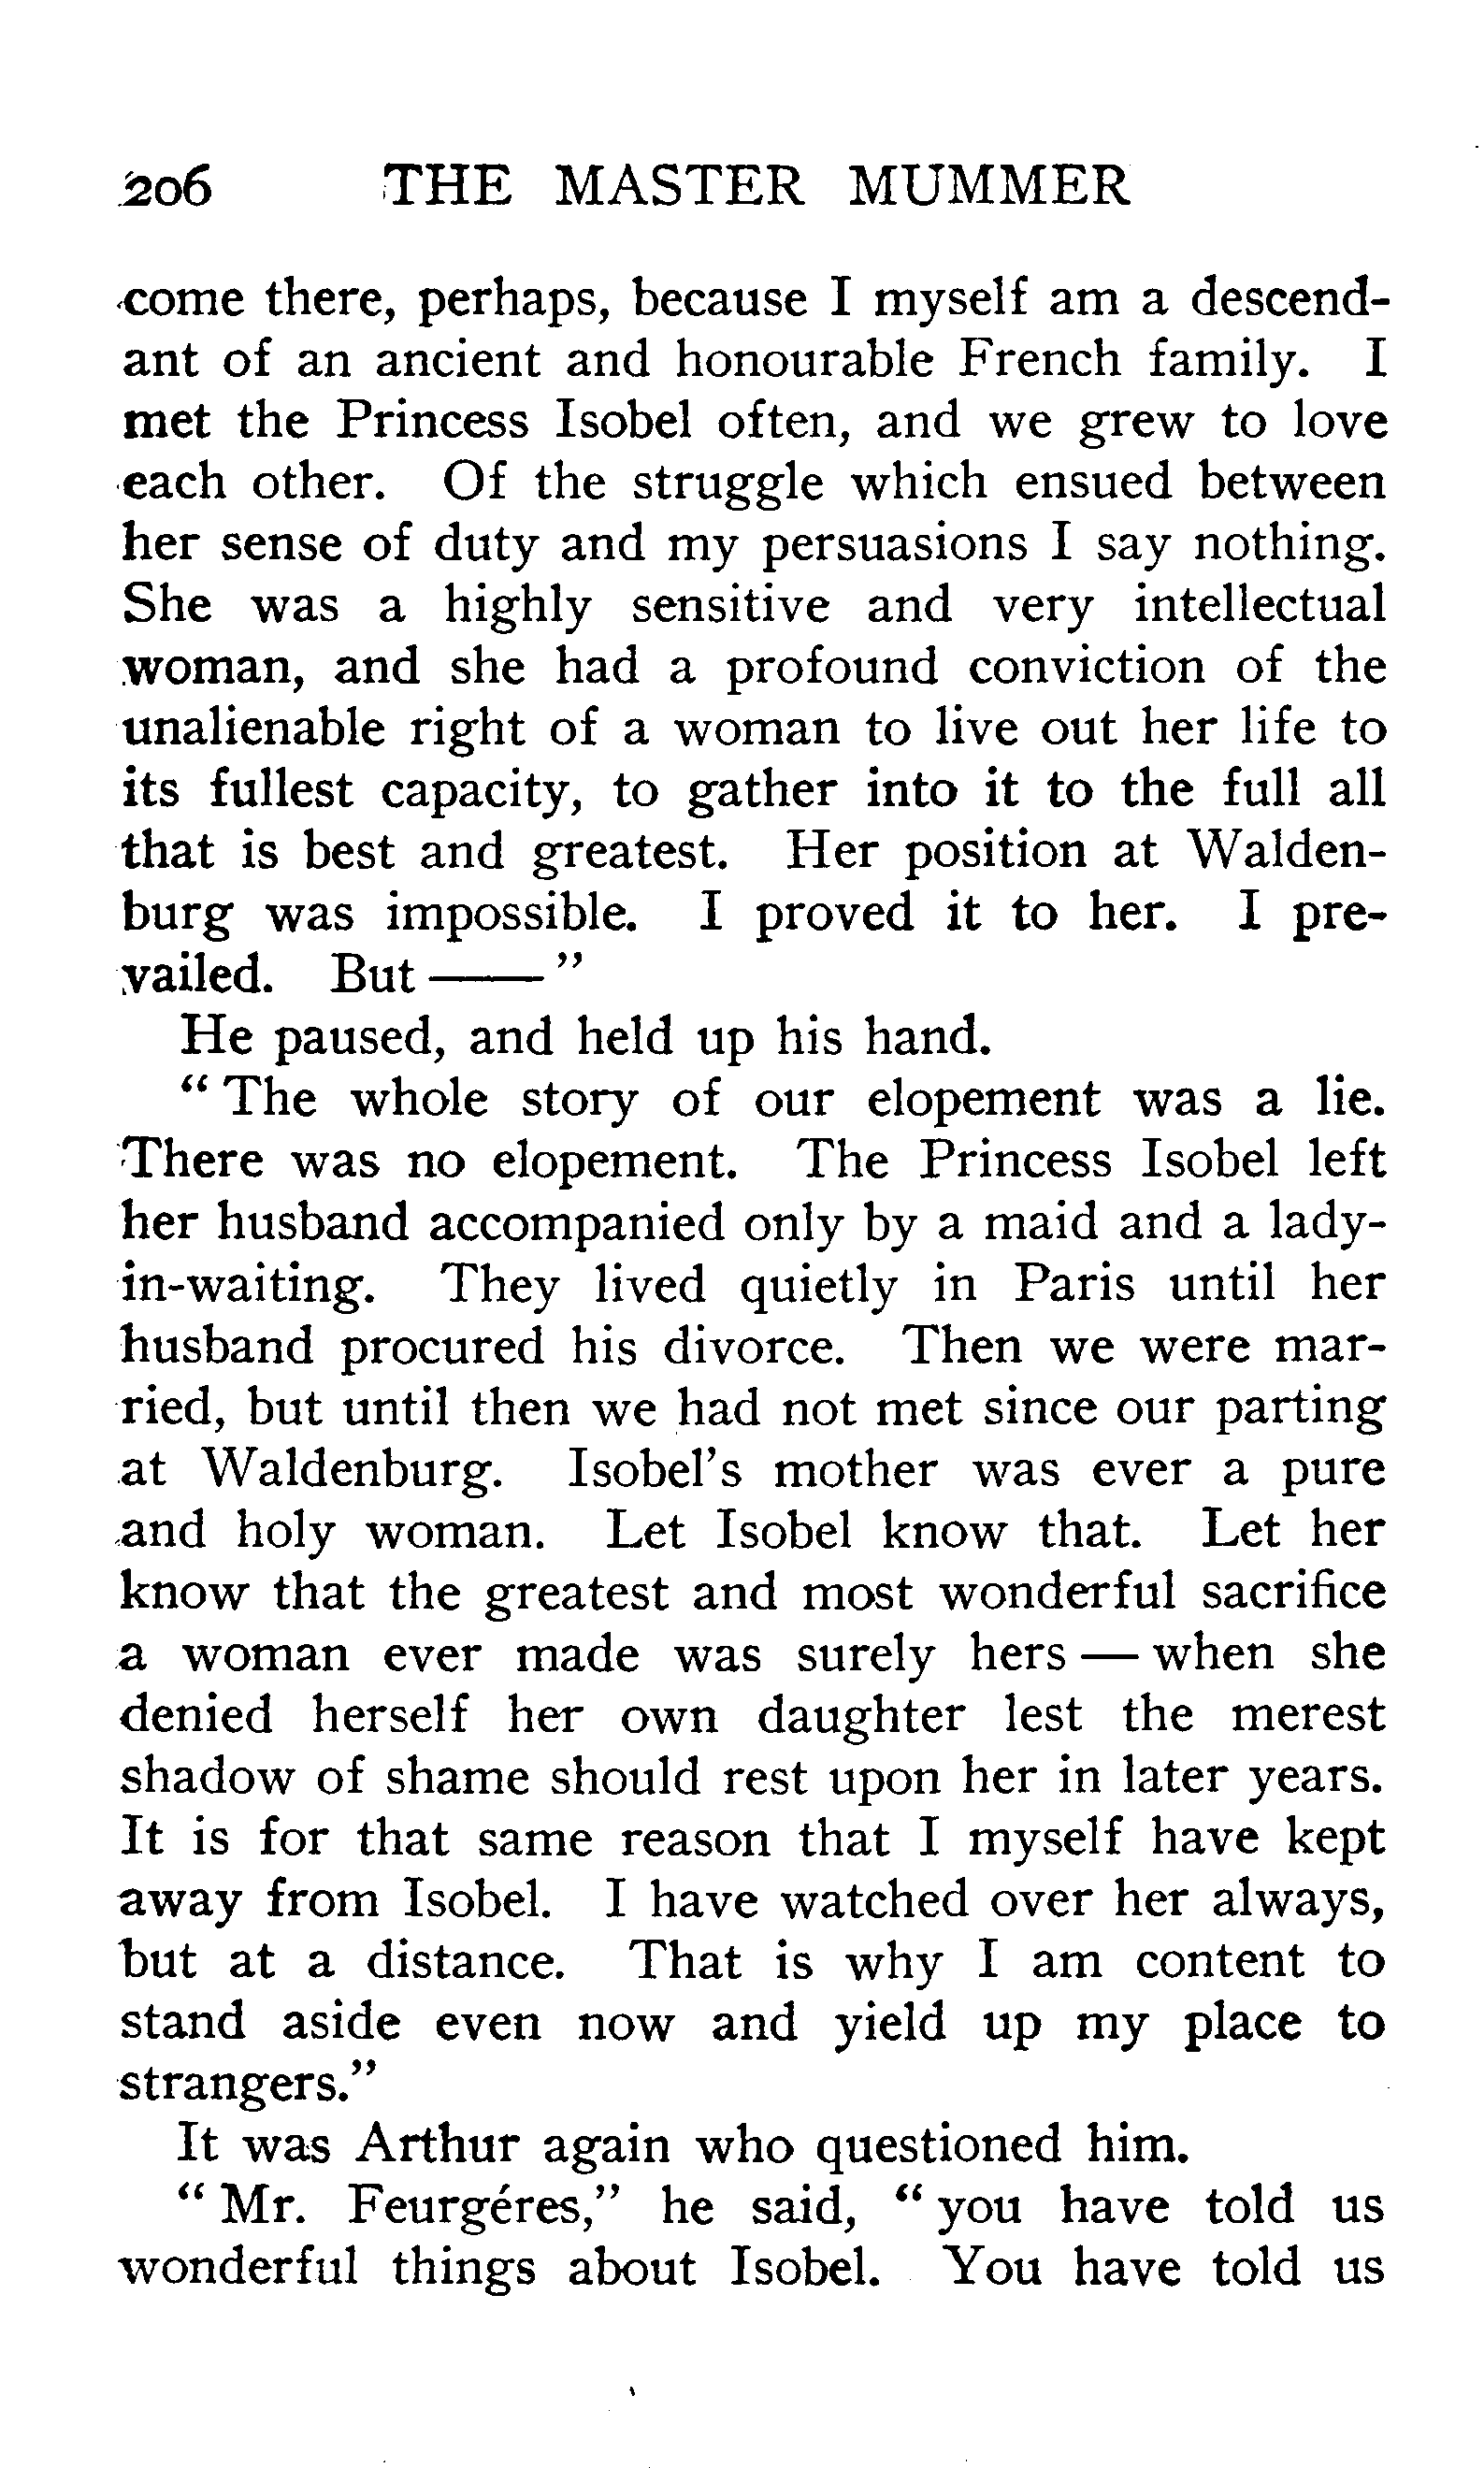 206 THE MASTER MUMMER
come there, perhaps, because I myself am a descend-
ant of an ancient and honourable French family. I
met the Princess Isobel often, and we grew to love
each other. Of the struggle which ensued between
her sense of duty and my persuasions I say nothing.
She was a highly sensitive and very intellectual
woman, and she had a profound conviction of the
unalienable right of a woman to live out her life to
its fullest capacity, to gather into it to the full all
that is best and greatest. Her position at Walden-
burg was impossible. I proved it to her. I pre-
vailed. But——"
He paused, and held up his hand.
"The whole story of our elopement was a lie.
There was no elopement. The Princess Isobel left
her husband accompanied only by a maid and a lady-
in-waiting. They lived quietly in Paris until her
husband procured his divorce. Then we were mar-
ried, but until then we had not met since our parting
at Waldenburg. Isobel's mother was ever a pure
and holy woman. Let Isobel know that. Let her
know that the greatest and most wonderful sacrifice
a woman ever made was surely hers — when she
denied herself her own daughter lest the merest
shadow of shame should rest upon her in later years.
It is for that same reason that I myself have kept
away from Isobel. I have watched over her always,
but at a distance. That is why I am content to
stand aside even now and yield up my place to
strangers."
It was Arthur again who questioned him.
"Mr. Feurgéres," he said, "you have told us
wonderful things about Isobel. You have told us